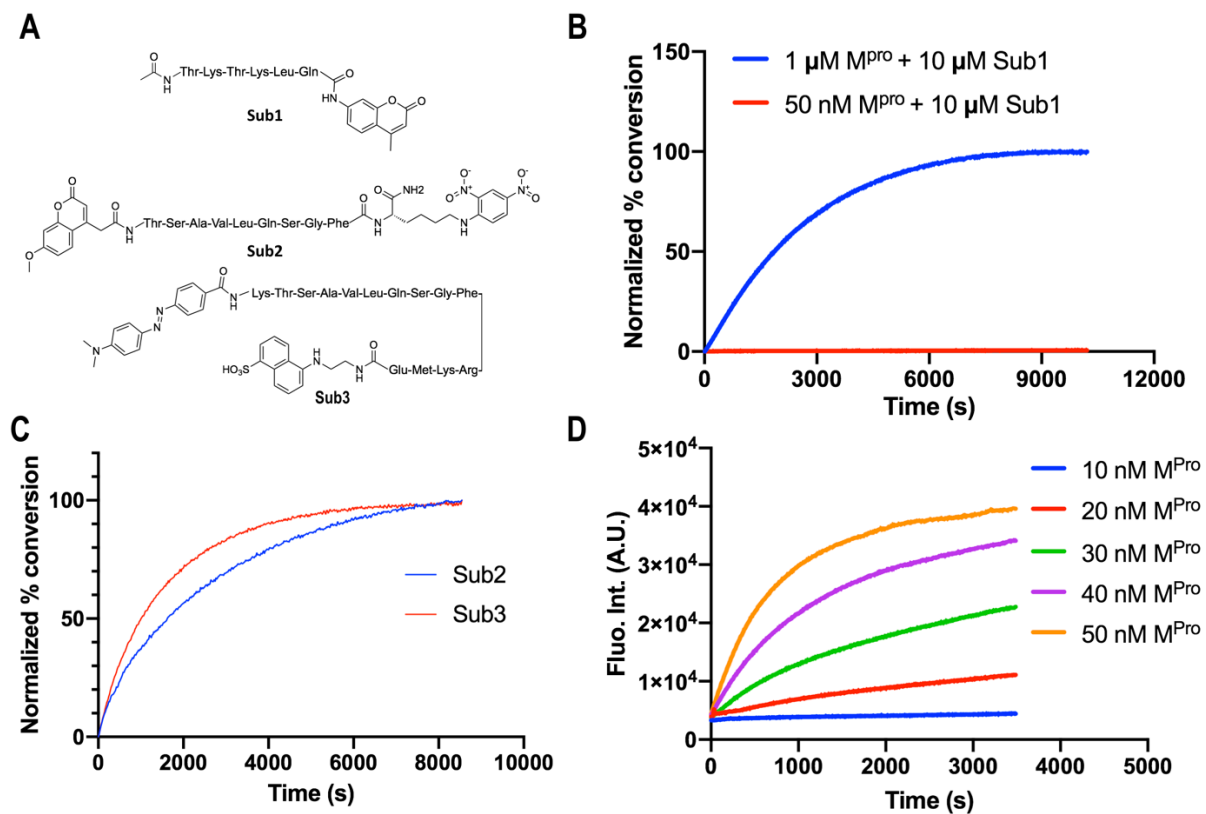 A
O
N
H
Thr-Lys-Thr-Lys-Leu-Gln
O
HN
O
O
Sub1
O
O
O
O
N
H
Thr-Ser-Ala-Val-Leu-Gln-Ser-Gly-Phe
O
N
H
O
NH2
N
H
O⁻
N⁺
O
O⁻
N⁺
O
Sub2
O
N
H
Lys-Thr-Ser-Ala-Val-Leu-Gln-Ser-Gly-Phe
N
N
N
HO₃S
H
N
N
H
O
Glu-Met-Lys-Arg
Sub3
B
1 µM Mᵖʳᵒ + 10 µM Sub1
50 nM Mᵖʳᵒ + 10 µM Sub1
Normalized % conversion
150
100
50
0
0 3000 6000 9000 12000
Time (s)
C
Normalized % conversion
100
50
0
Sub2
Sub3
0 2000 4000 6000 8000 10000
Time (s)
D
Fluo. Int. (A.U.)
5×10⁴
4×10⁴
3×10⁴
2×10⁴
1×10⁴
0
10 nM Mᴾʳᵒ
20 nM Mᴾʳᵒ
30 nM Mᴾʳᵒ
40 nM Mᴾʳᵒ
50 nM Mᴾʳᵒ
0 1000 2000 3000 4000 5000
Time (s)